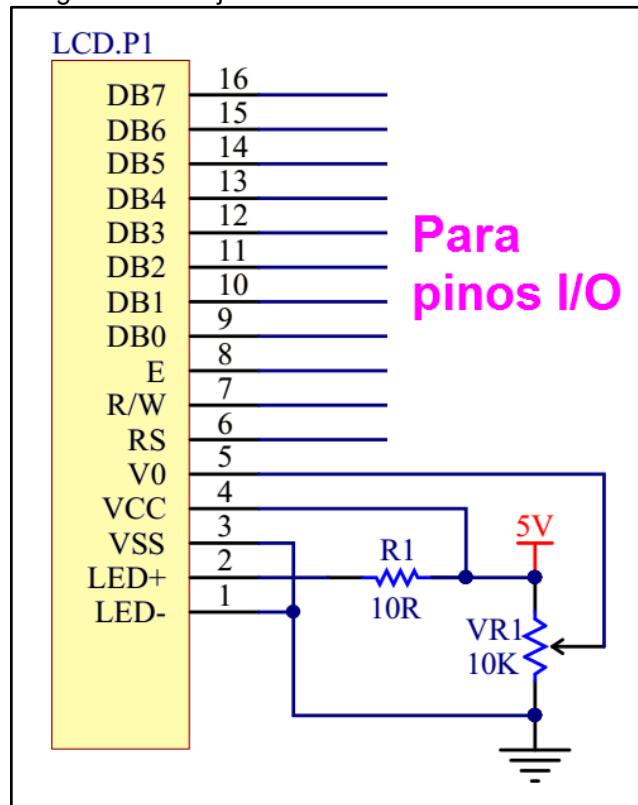 LCD.P1
DB7 16
DB6 15
DB5 14
DB4 13
DB3 12
DB2 11
DB1 10
DB0 9
E 8
R/W 7
RS 6
V0 5
VCC 4
VSS 3
LED+ 2
LED- 1
Para
pinos I/O
5V
R1
10R
VR1
10K